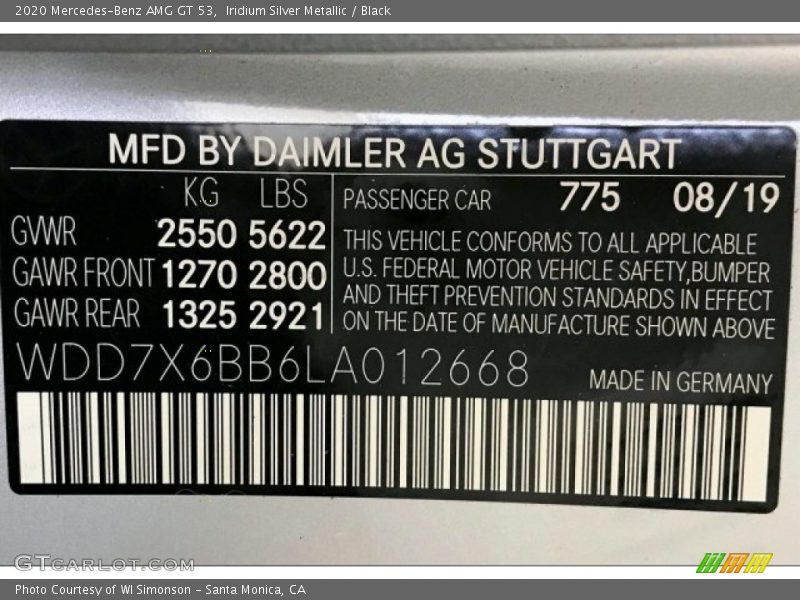 2020 Mercedes-Benz AMG GT 53, Iridium Silver Metallic / Black
MFD BY DAIMLER AG STUTTGART
KG LBS
GVWR 2550 5622
GAWR FRONT 1270 2800
GAWR REAR 1325 2921
PASSENGER CAR 775 08/19
THIS VEHICLE CONFORMS TO ALL APPLICABLE
U.S. FEDERAL MOTOR VEHICLE SAFETY,BUMPER
AND THEFT PREVENTION STANDARDS IN EFFECT
ON THE DATE OF MANUFACTURE SHOWN ABOVE
WDD7X6BB6LA012668
MADE IN GERMANY
GTCarLot.com
Photo Courtesy of WI Simonson - Santa Monica, CA